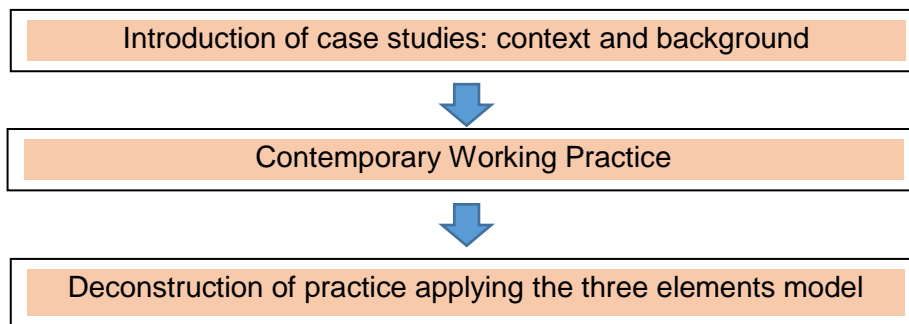 Introduction of case studies: context and background
Contemporary Working Practice
Deconstruction of practice applying the three elements model